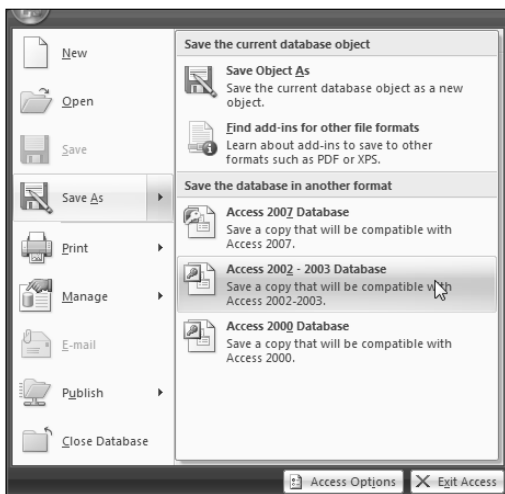 New
Open
Save
Save As
Print
Manage
E-mail
Publish
Close Database
Save the current database object
Save Object As
Save the current database object as a new
object.
Find add-ins for other file formats
Learn about add-ins to save to other
formats such as PDF or XPS.
Save the database in another format
Access 2007 Database
Save a copy that will be compatible with
Access 2007.
Access 2002 - 2003 Database
Save a copy that will be compatible with
Access 2002-2003.
Access 2000 Database
Save a copy that will be compatible with
Access 2000.
Access Options
Exit Access